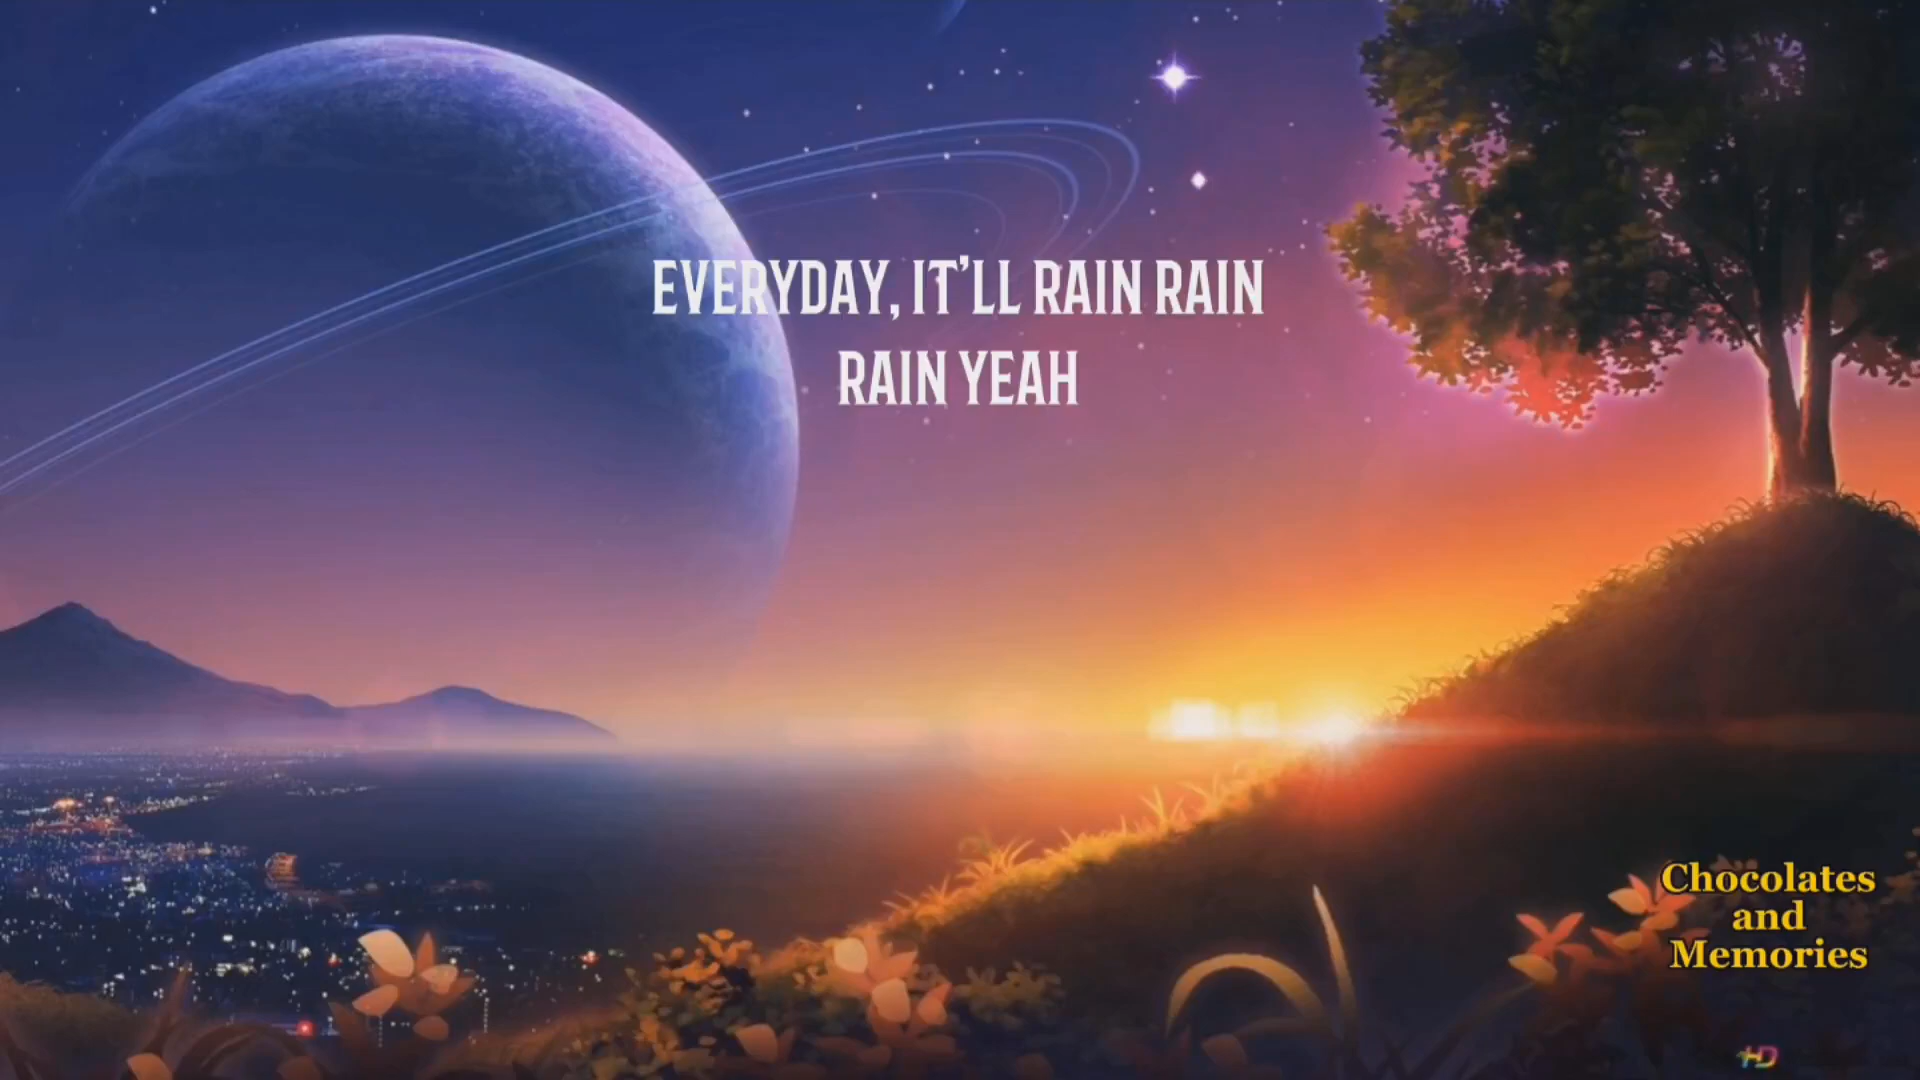 EVERYDAY, IT'LL RAIN RAIN
RAIN YEAH
Chocolates
and
Memories
HD